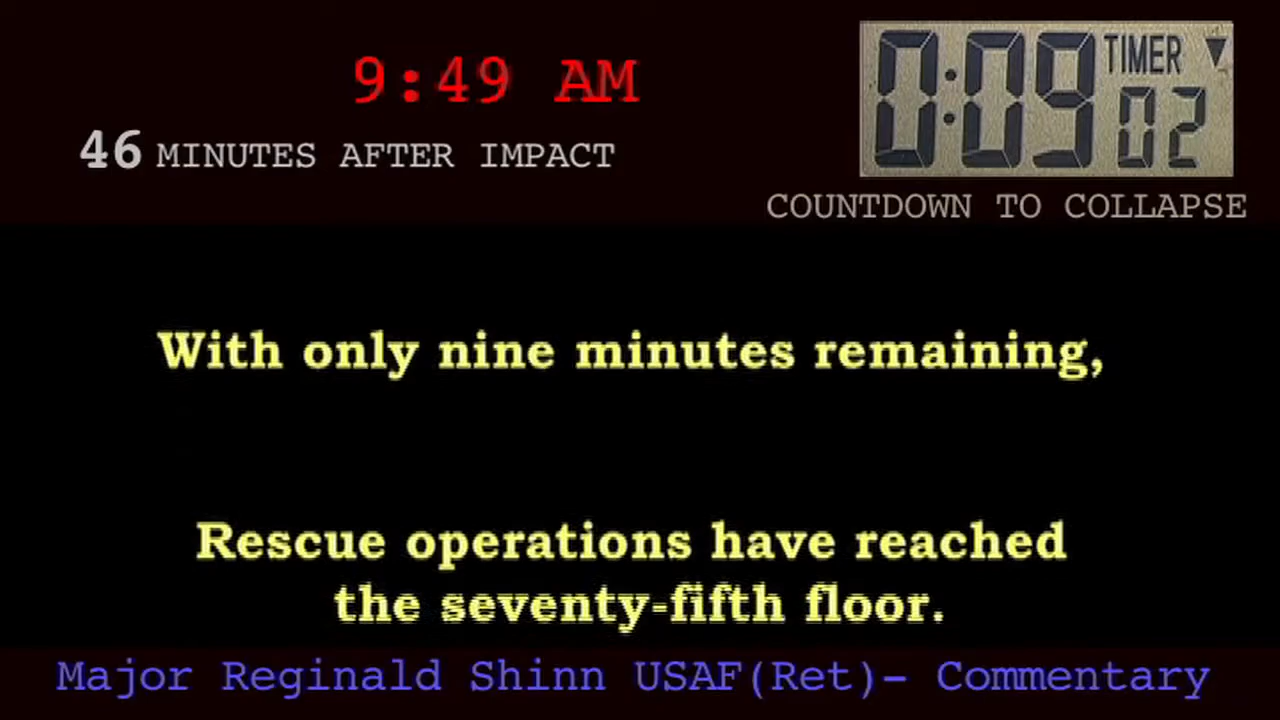 9:49 AM
46 MINUTES AFTER IMPACT
0:09 02 TIMER
COUNTDOWN TO COLLAPSE
With only nine minutes remaining,
Rescue operations have reached
the seventy-fifth floor.
Major Reginald Shinn USAF(Ret)- Commentary